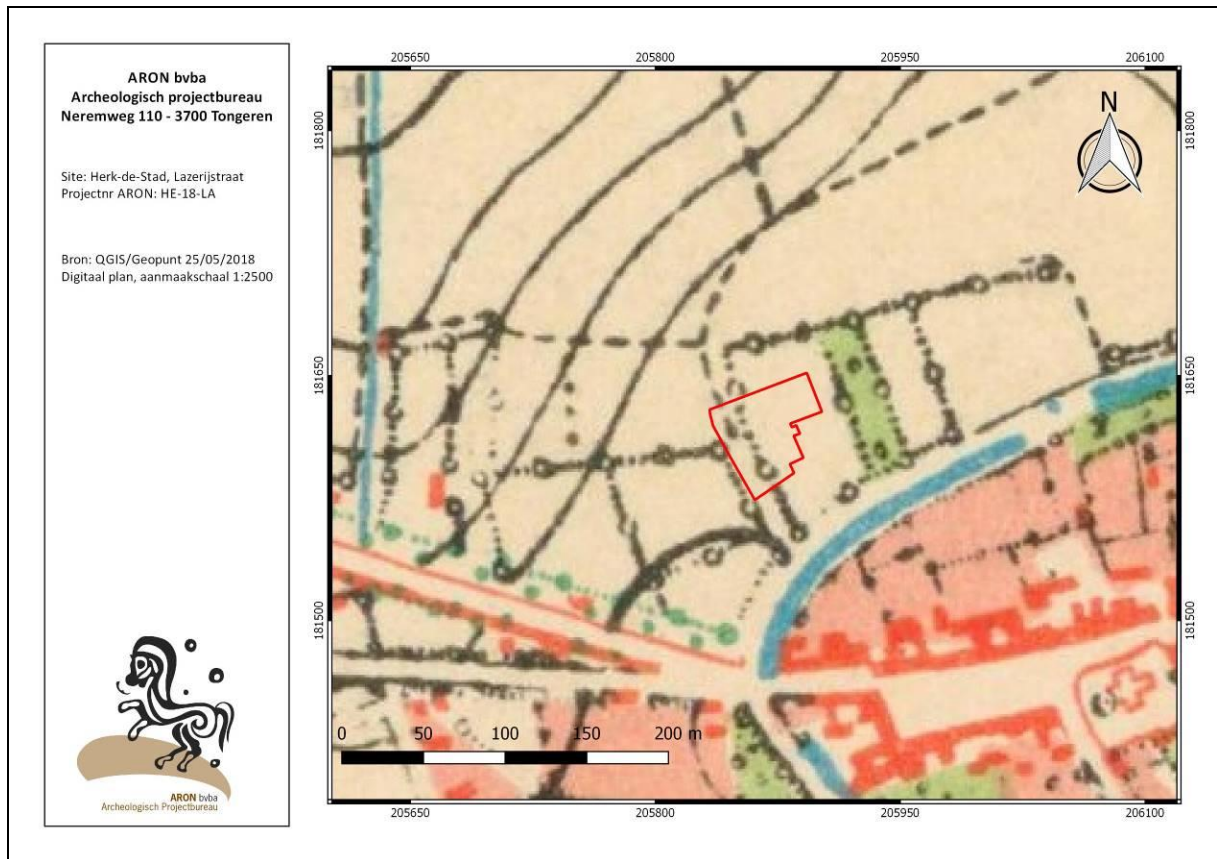 ARON bvba
Archeologisch projectbureau
Neremweg 110 - 3700 Tongeren
Site: Herk-de-Stad, Lazerijstraat
Projectnr ARON: HE-18-LA
Bron: QGIS/Geopunt 25/05/2018
Digitaal plan, aanmaakschaal 1:2500
ARON bvba
Archeologisch Projectbureau
205650 205800 205950 206100
181800 181800
N
181650 181650
181500 181500
0 50 100 150 200 m
205650 205800 205950 206100